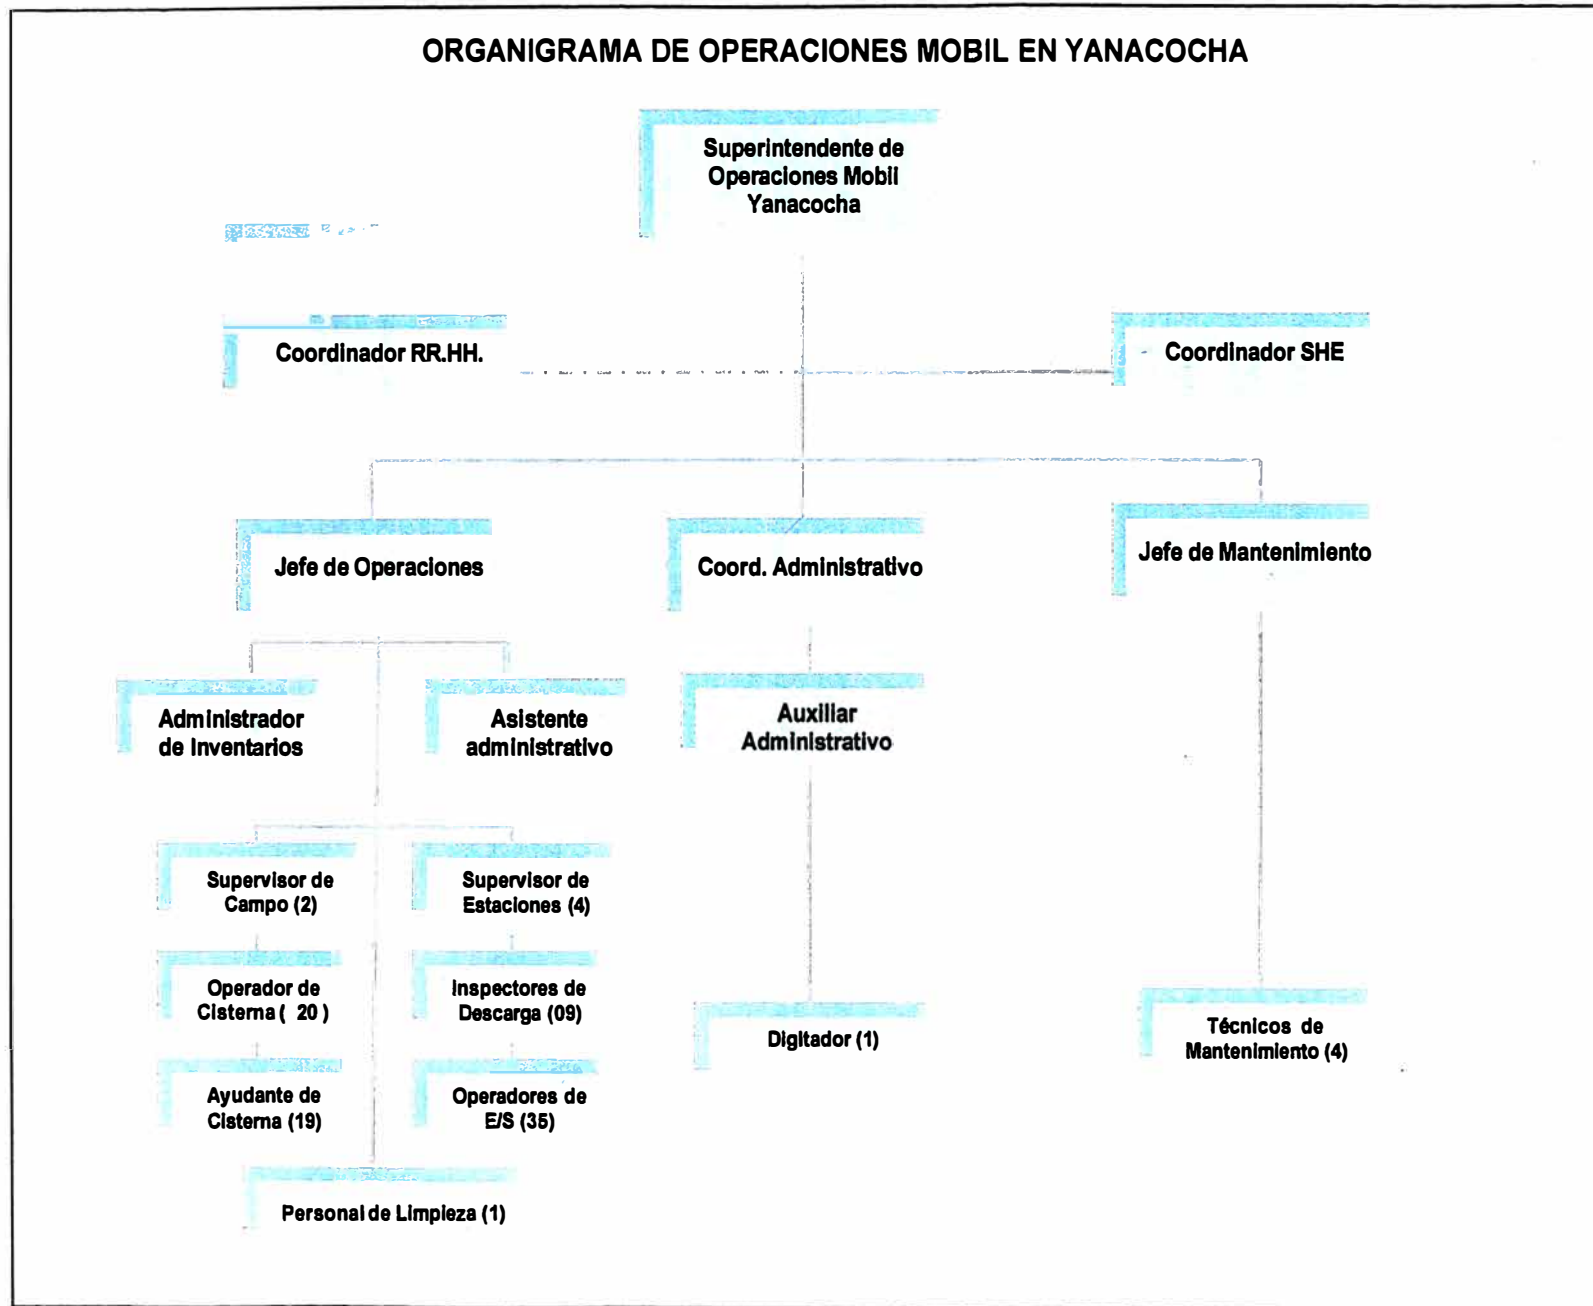 ORGANIGRAMA DE OPERACIONES MOBIL EN YANACOCHA
Superintendente de
Operaciones Mobil
Yanacocha
Coordinador RR.HH.
Coordinador SHE
Jefe de Operaciones
Coord. Administrativo
Jefe de Mantenimiento
Administrador
de Inventarios
Asistente
administrativo
Auxiliar
Administrativo
Supervisor de
Campo (2)
Supervisor de
Estaciones (4)
Operador de
Cisterna ( 20 )
Inspectores de
Descarga (09)
Digitador (1)
Técnicos de
Mantenimiento (4)
Ayudante de
Cisterna (19)
Operadores de
E/S (35)
Personal de Limpieza (1)